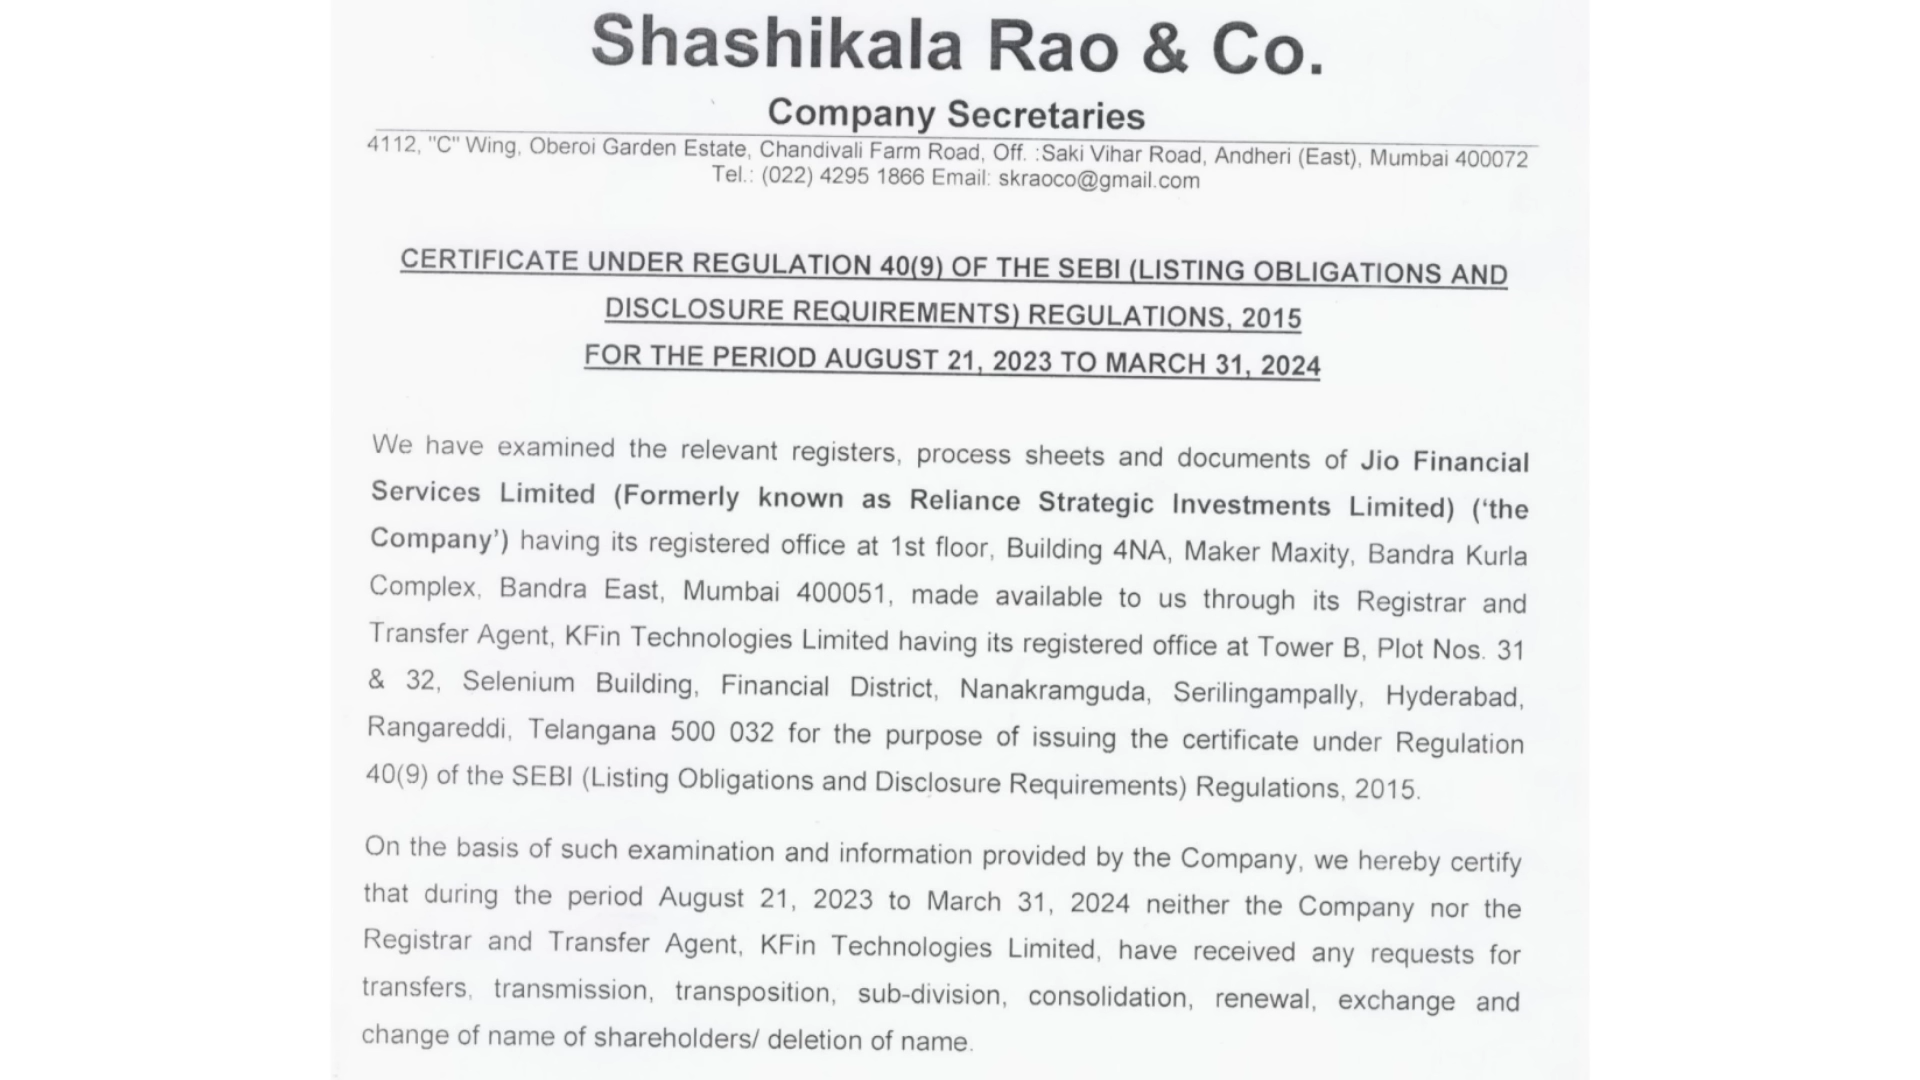 Shashikala Rao & Co.
Company Secretaries
4112, "C" Wing, Oberoi Garden Estate, Chandivali Farm Road, Off. :Saki Vihar Road, Andheri (East), Mumbai 400072
Tel.: (022) 4295 1866 Email: skraoco@gmail.com
CERTIFICATE UNDER REGULATION 40(9) OF THE SEBI (LISTING OBLIGATIONS AND
DISCLOSURE REQUIREMENTS) REGULATIONS, 2015
FOR THE PERIOD AUGUST 21, 2023 TO MARCH 31, 2024
We have examined the relevant registers, process sheets and documents of Jio Financial
Services Limited (Formerly known as Reliance Strategic Investments Limited) (‘the
Company’) having its registered office at 1st floor, Building 4NA, Maker Maxity, Bandra Kurla
Complex, Bandra East, Mumbai 400051, made available to us through its Registrar and
Transfer Agent, KFin Technologies Limited having its registered office at Tower B, Plot Nos. 31
& 32, Selenium Building, Financial District, Nanakramguda, Serilingampally, Hyderabad,
Rangareddi, Telangana 500 032 for the purpose of issuing the certificate under Regulation
40(9) of the SEBI (Listing Obligations and Disclosure Requirements) Regulations, 2015.
On the basis of such examination and information provided by the Company, we hereby certify
that during the period August 21, 2023 to March 31, 2024 neither the Company nor the
Registrar and Transfer Agent, KFin Technologies Limited, have received any requests for
transfers, transmission, transposition, sub-division, consolidation, renewal, exchange and
change of name of shareholders/ deletion of name.